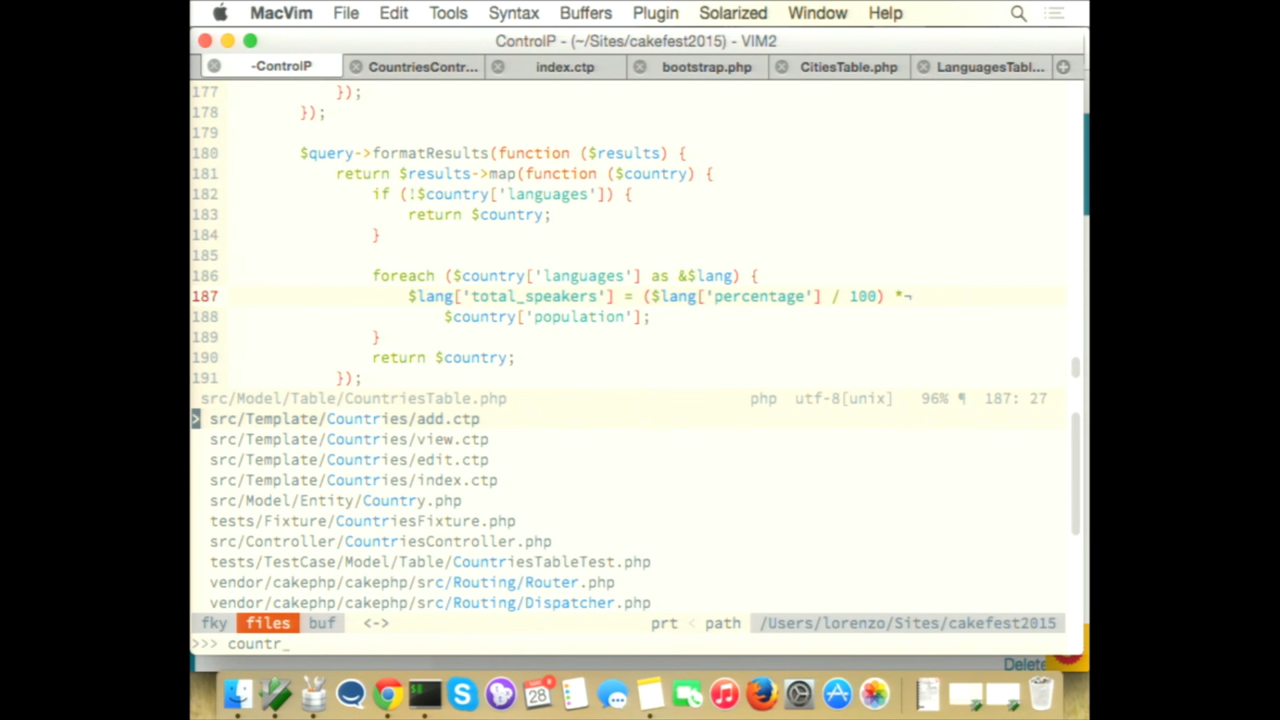 MacVim File Edit Tools Syntax Buffers Plugin Solarized Window Help
ControlP - (~/Sites/cakefest2015) - VIM2
-ControlP CountriesContr... index.ctp bootstrap.php CitiesTable.php LanguagesTabl...
177 });
178 });
179
180 $query->formatResults(function ($results) {
181 return $results->map(function ($country) {
182 if (!$country['languages']) {
183 return $country;
184 }
185
186 foreach ($country['languages'] as &$lang) {
187 $lang['total_speakers'] = ($lang['percentage'] / 100) *¬
188 $country['population'];
189 }
190 return $country;
191 });
src/Model/Table/CountriesTable.php php utf-8[unix] 96% ¶ 187: 27
> src/Template/Countries/add.ctp
src/Template/Countries/view.ctp
src/Template/Countries/edit.ctp
src/Template/Countries/index.ctp
src/Model/Entity/Country.php
tests/Fixture/CountriesFixture.php
src/Controller/CountriesController.php
tests/TestCase/Model/Table/CountriesTableTest.php
vendor/cakephp/cakephp/src/Routing/Router.php
vendor/cakephp/cakephp/src/Routing/Dispatcher.php
fky files buf <-> prt < path /Users/lorenzo/Sites/cakefest2015
>>> countr_
Delete
28